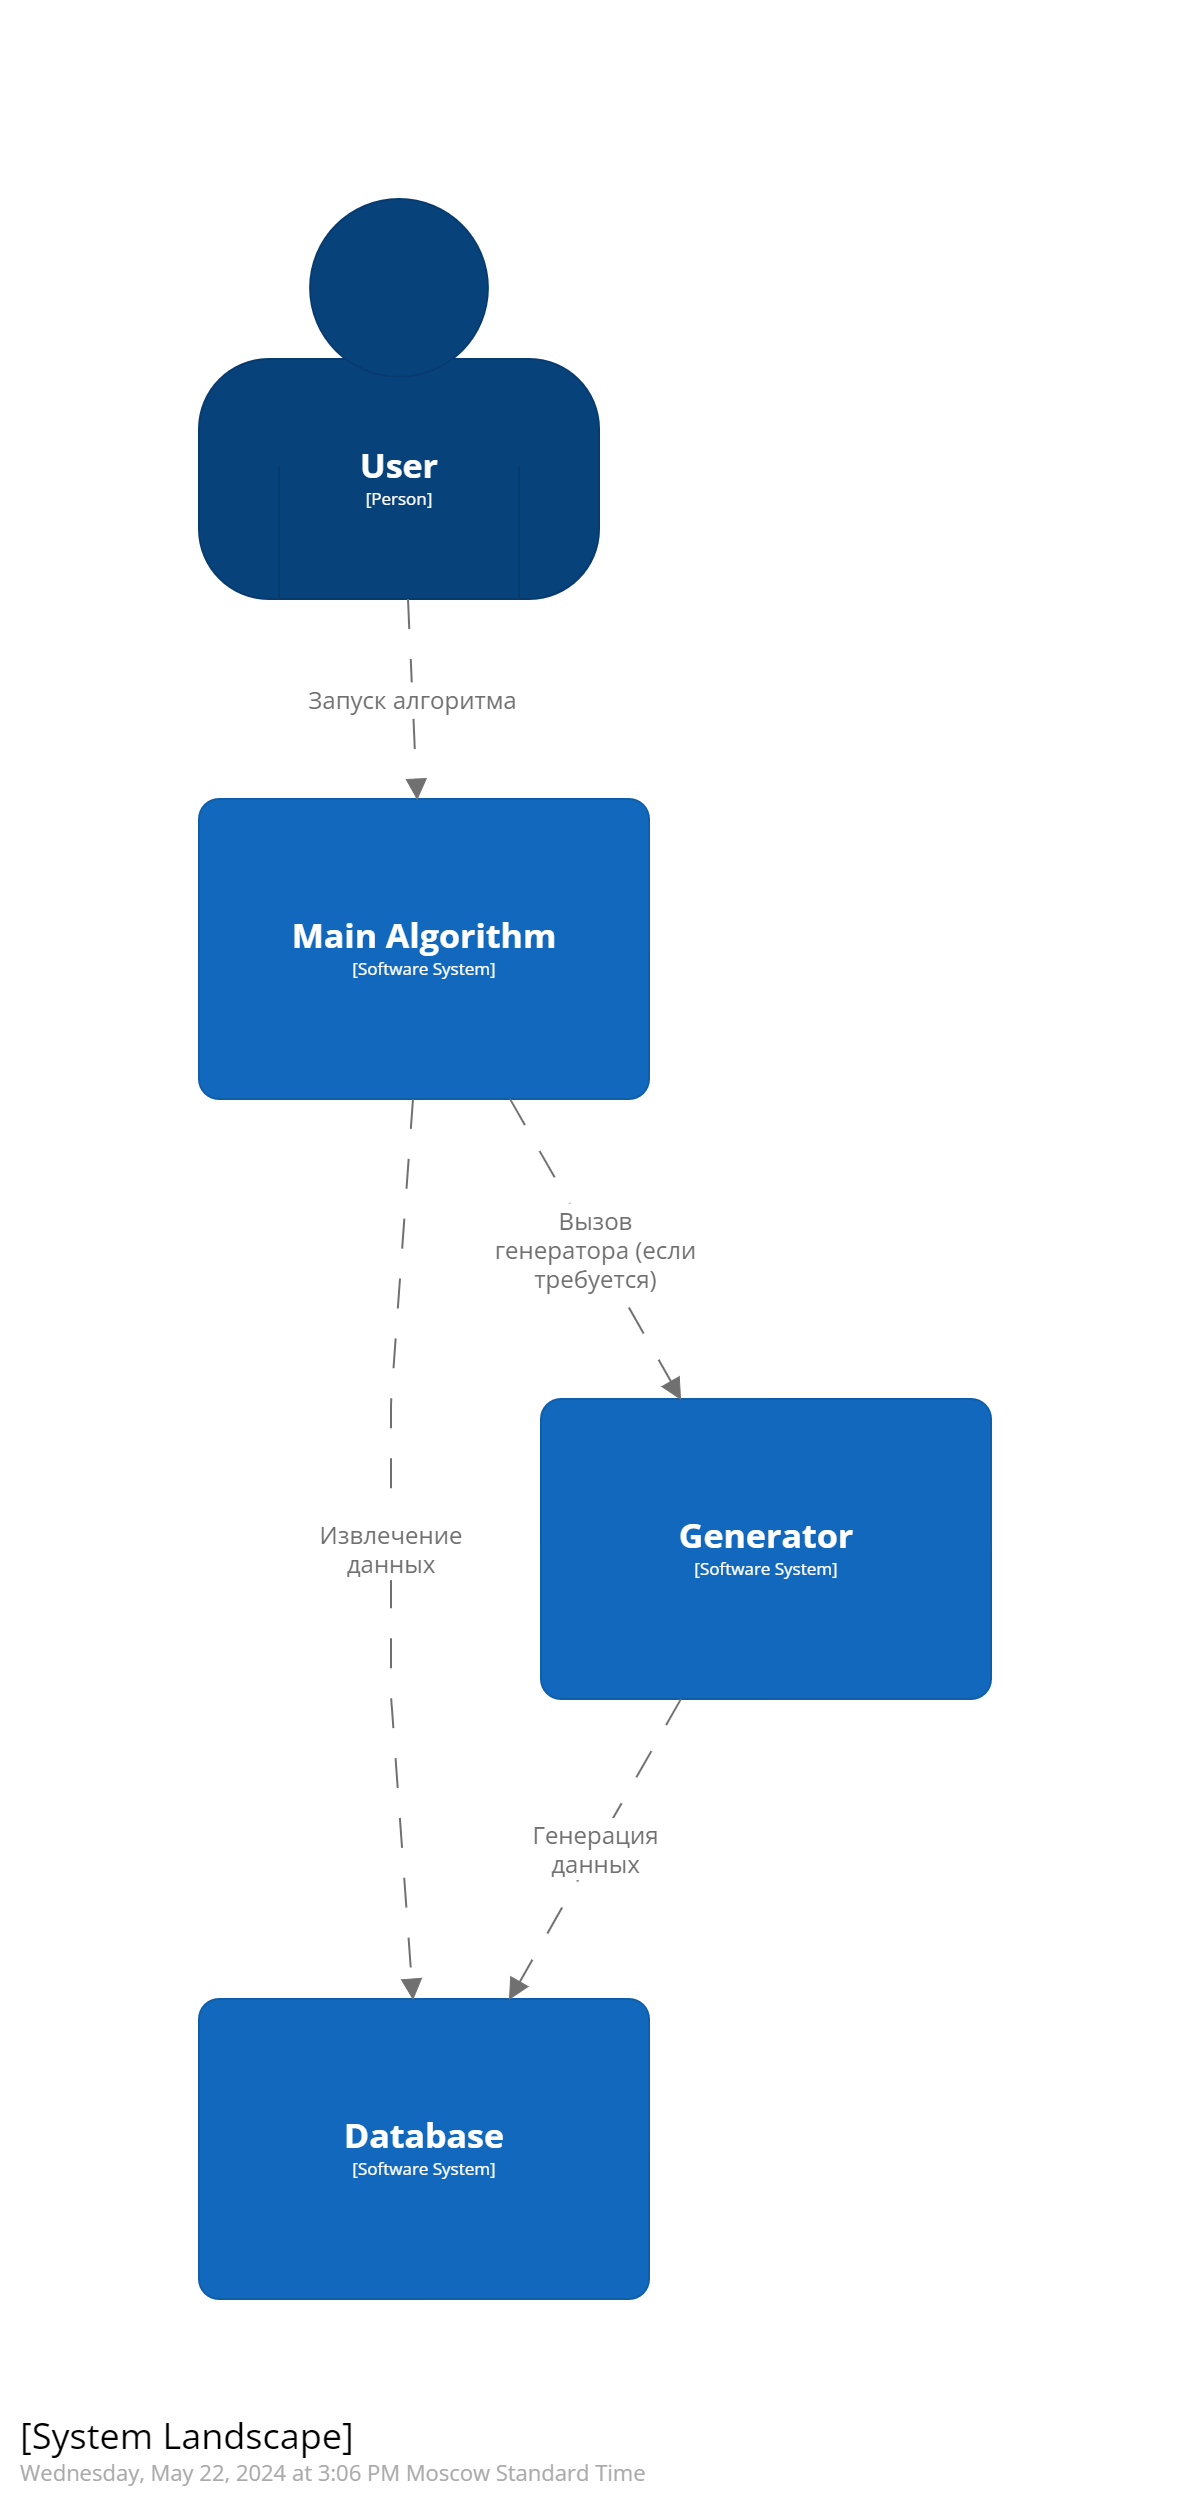 User
[Person]
Запуск алгоритма
Main Algorithm
[Software System]
Вызов
генератора (если
требуется)
Generator
[Software System]
Извлечение
данных
Генерация
данных
Database
[Software System]
[System Landscape]
Wednesday, May 22, 2024 at 3:06 PM Moscow Standard Time